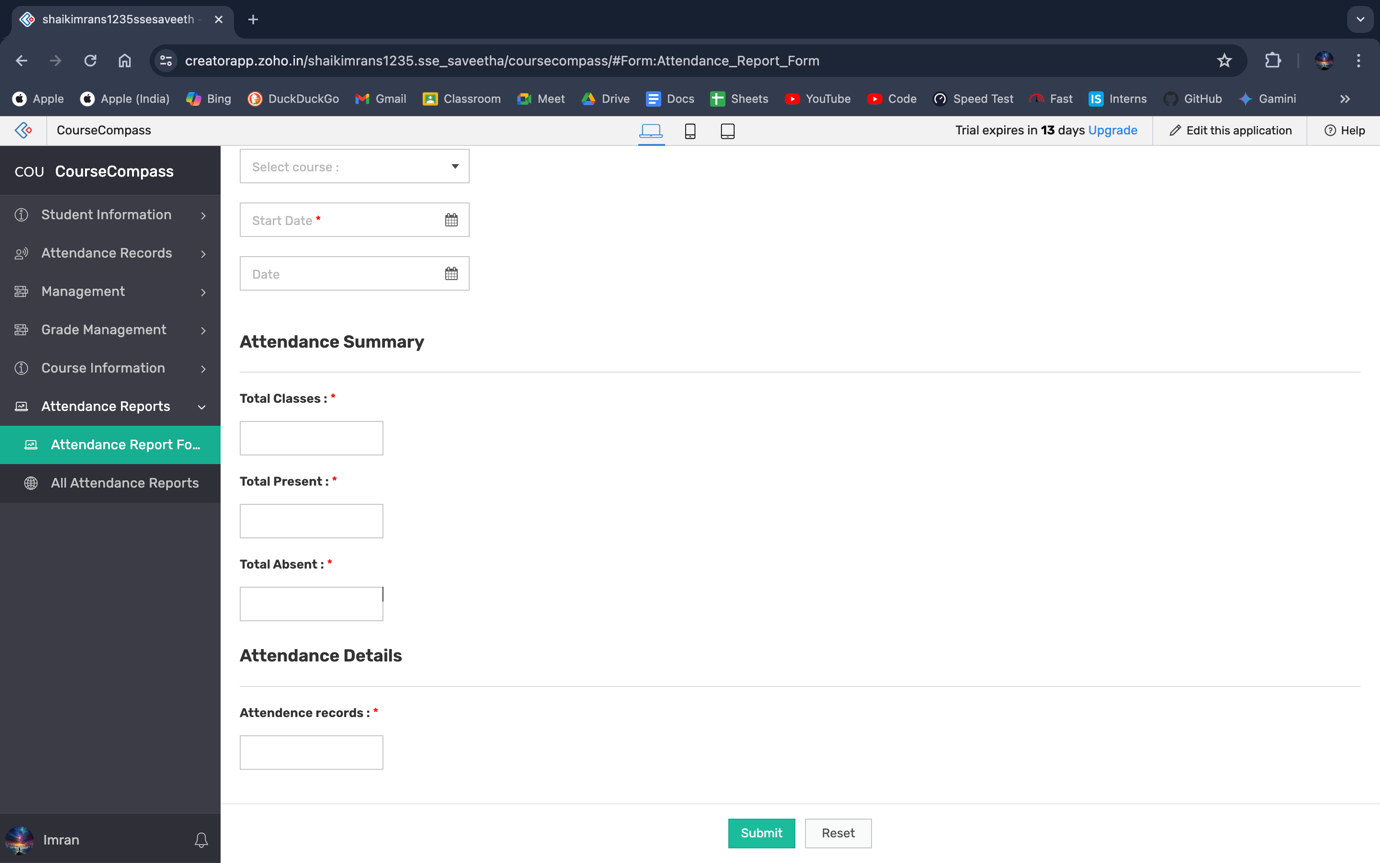 shaikimrans1235ssesaveeth
creatorapp.zoho.in/shaikimrans1235.sse_saveetha/coursecompass/#Form:Attendance_Report_Form
Apple
Apple (India)
Bing
DuckDuckGo
Gmail
Classroom
Meet
Drive
Docs
Sheets
YouTube
Code
Speed Test
Fast
IS Interns
GitHub
Gamini
CourseCompass
Trial expires in 13 days Upgrade
Edit this application
Help
COU CourseCompass
Student Information
Attendance Records
Management
Grade Management
Course Information
Attendance Reports
Attendance Report Fo...
All Attendance Reports
Imran
Select course :
Start Date *
Date
Attendance Summary
Total Classes : *
Total Present : *
Total Absent : *
Attendance Details
Attendence records : *
Submit
Reset